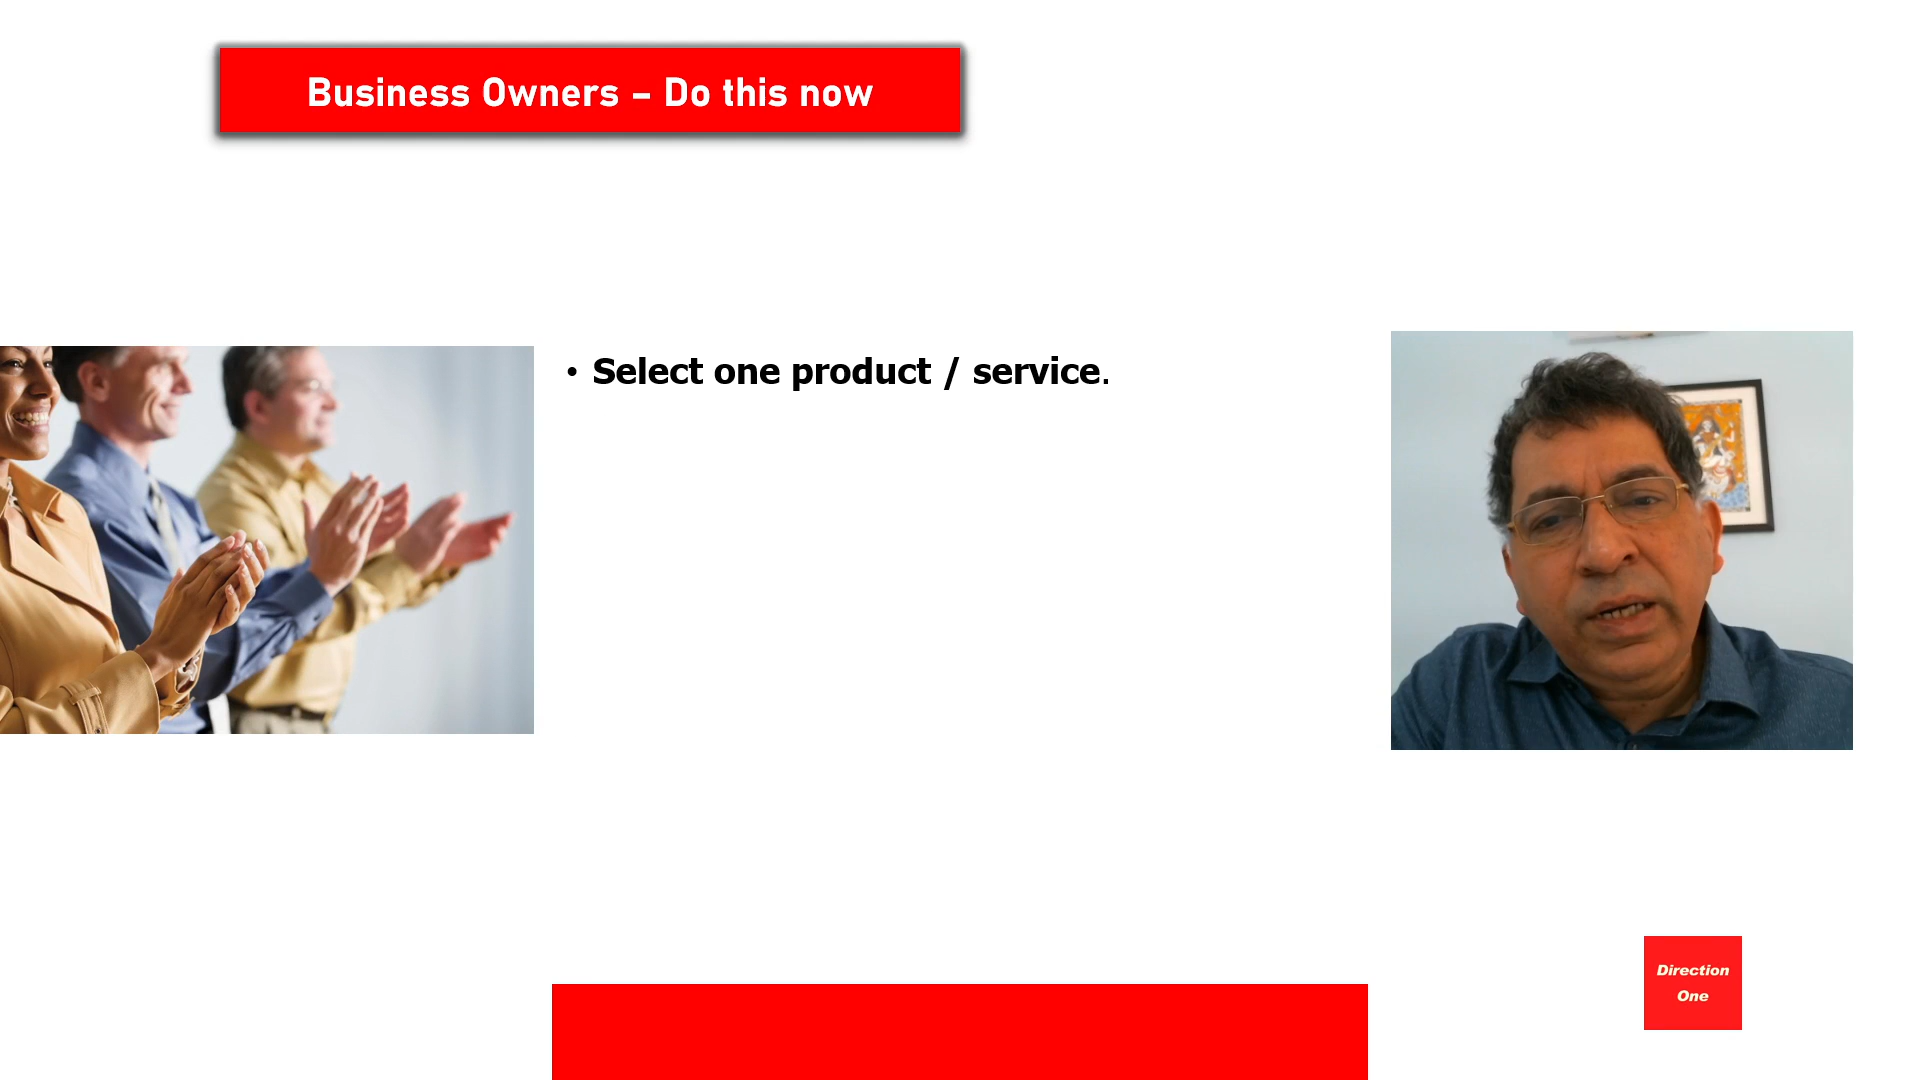 Business Owners – Do this now
• Select one product / service.
Direction
One